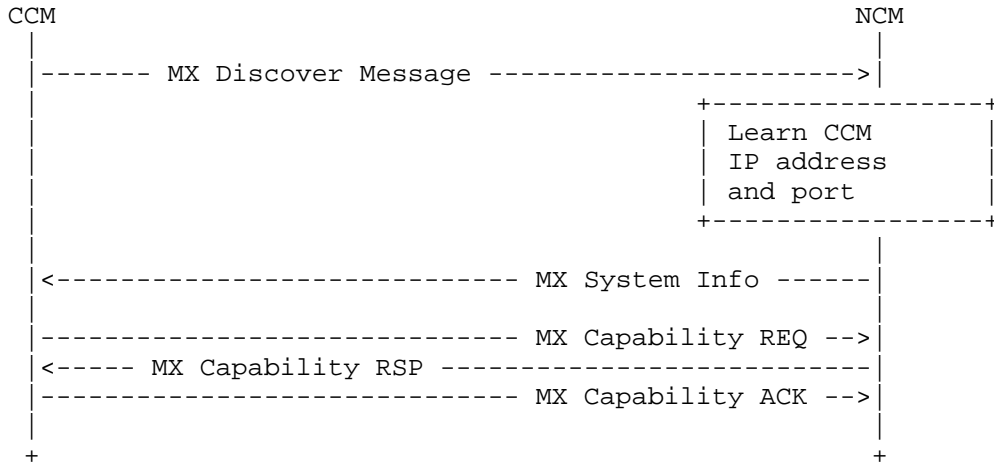 CCM NCM
MX Discover Message
Learn CCM
IP address
and port
MX System Info
MX Capability REQ
MX Capability RSP
MX Capability ACK